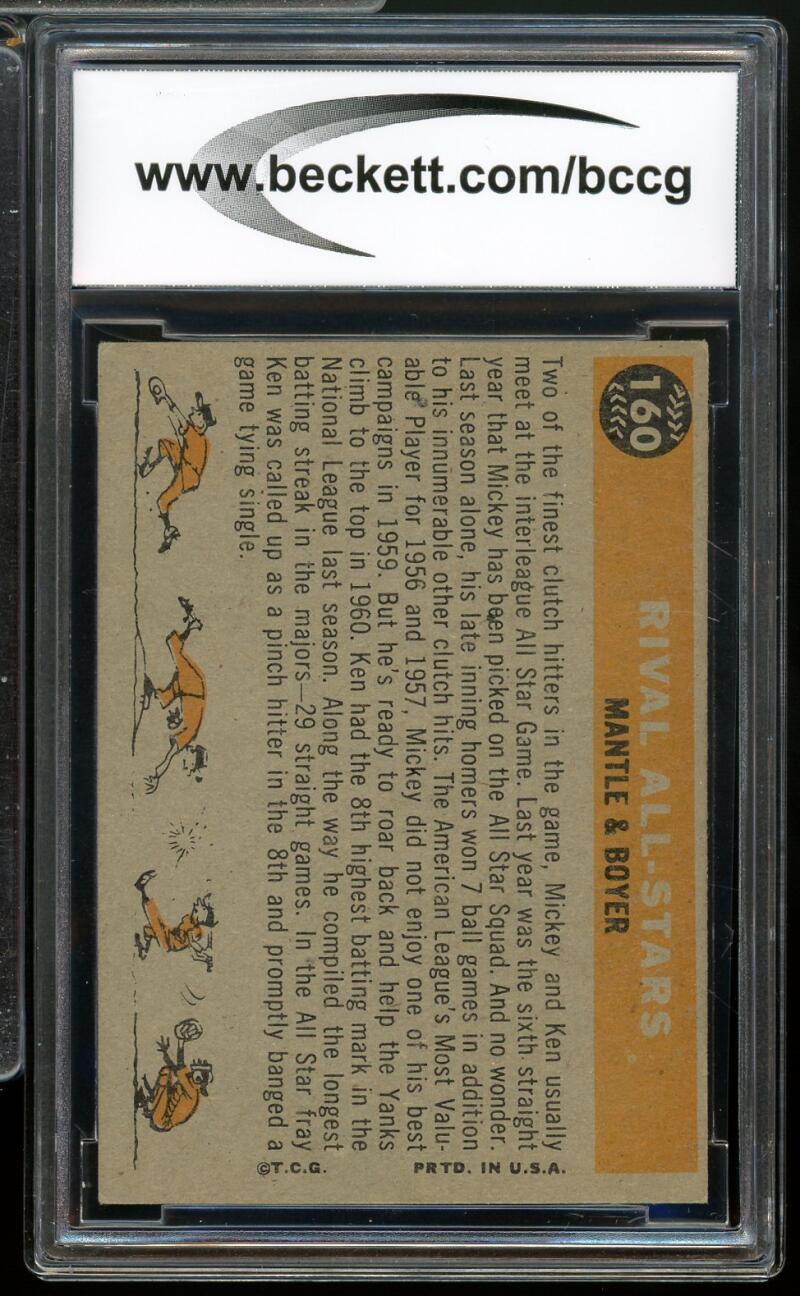 www.beckett.com/bccg
160
RIVAL ALL-STARS
MANTLE & BOYER
Two of the finest clutch hitters in the game, Mickey and Ken usually
meet at the interleague All Star Game. Last year was the sixth straight
year that Mickey has been picked on the All Star Squad. And no wonder.
Last season alone, his late inning homers won 7 ball games in addition
to his innumerable other clutch hits. The American League's Most Valu-
able Player for 1956 and 1957, Mickey did not enjoy one of his best
campaigns in 1959. But he's ready to roar back and help the Yanks
climb to the top in 1960. Ken had the 8th highest batting mark in the
National League last season. Along the way he compiled the longest
batting streak in the majors—29 straight games. In the All Star fray
Ken was called up as a pinch hitter in the 8th and promptly banged a
game tying single.
©T.C.G. PRTD. IN U.S.A.